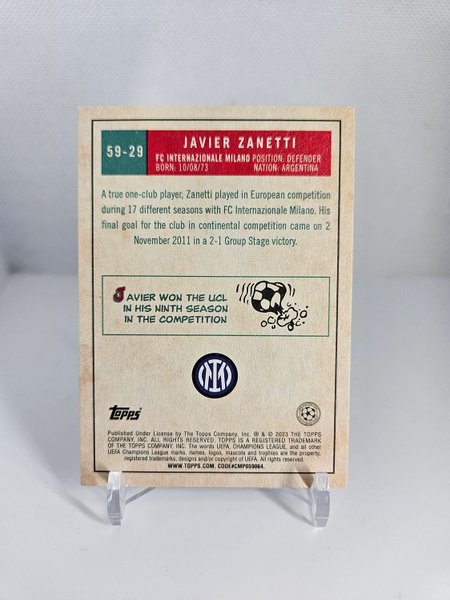 59-29
JAVIER ZANETTI
FC INTERNAZIONALE MILANO POSITION: DEFENDER
BORN: 10/08/73 NATION: ARGENTINA
A true one-club player, Zanetti played in European competition
during 17 different seasons with FC Internazionale Milano. His
final goal for the club in continental competition came on 2
November 2011 in a 2-1 Group Stage victory.
JAVIER WON THE UCL
IN HIS NINTH SEASON
IN THE COMPETITION
Topps
Published Under License by The Topps Company, Inc. ® & © 2023 THE TOPPS
COMPANY, INC. ALL RIGHTS RESERVED. TOPPS IS A REGISTERED TRADEMARK
OF THE TOPPS COMPANY, INC. The words UEFA, CHAMPIONS LEAGUE, and all other
UEFA Champions League marks, names, logos, mascots and trophies are the property,
registered trademarks, designs and/or copyright of UEFA. All rights reserved.
WWW.TOPPS.COM. CODE#CMP059064.